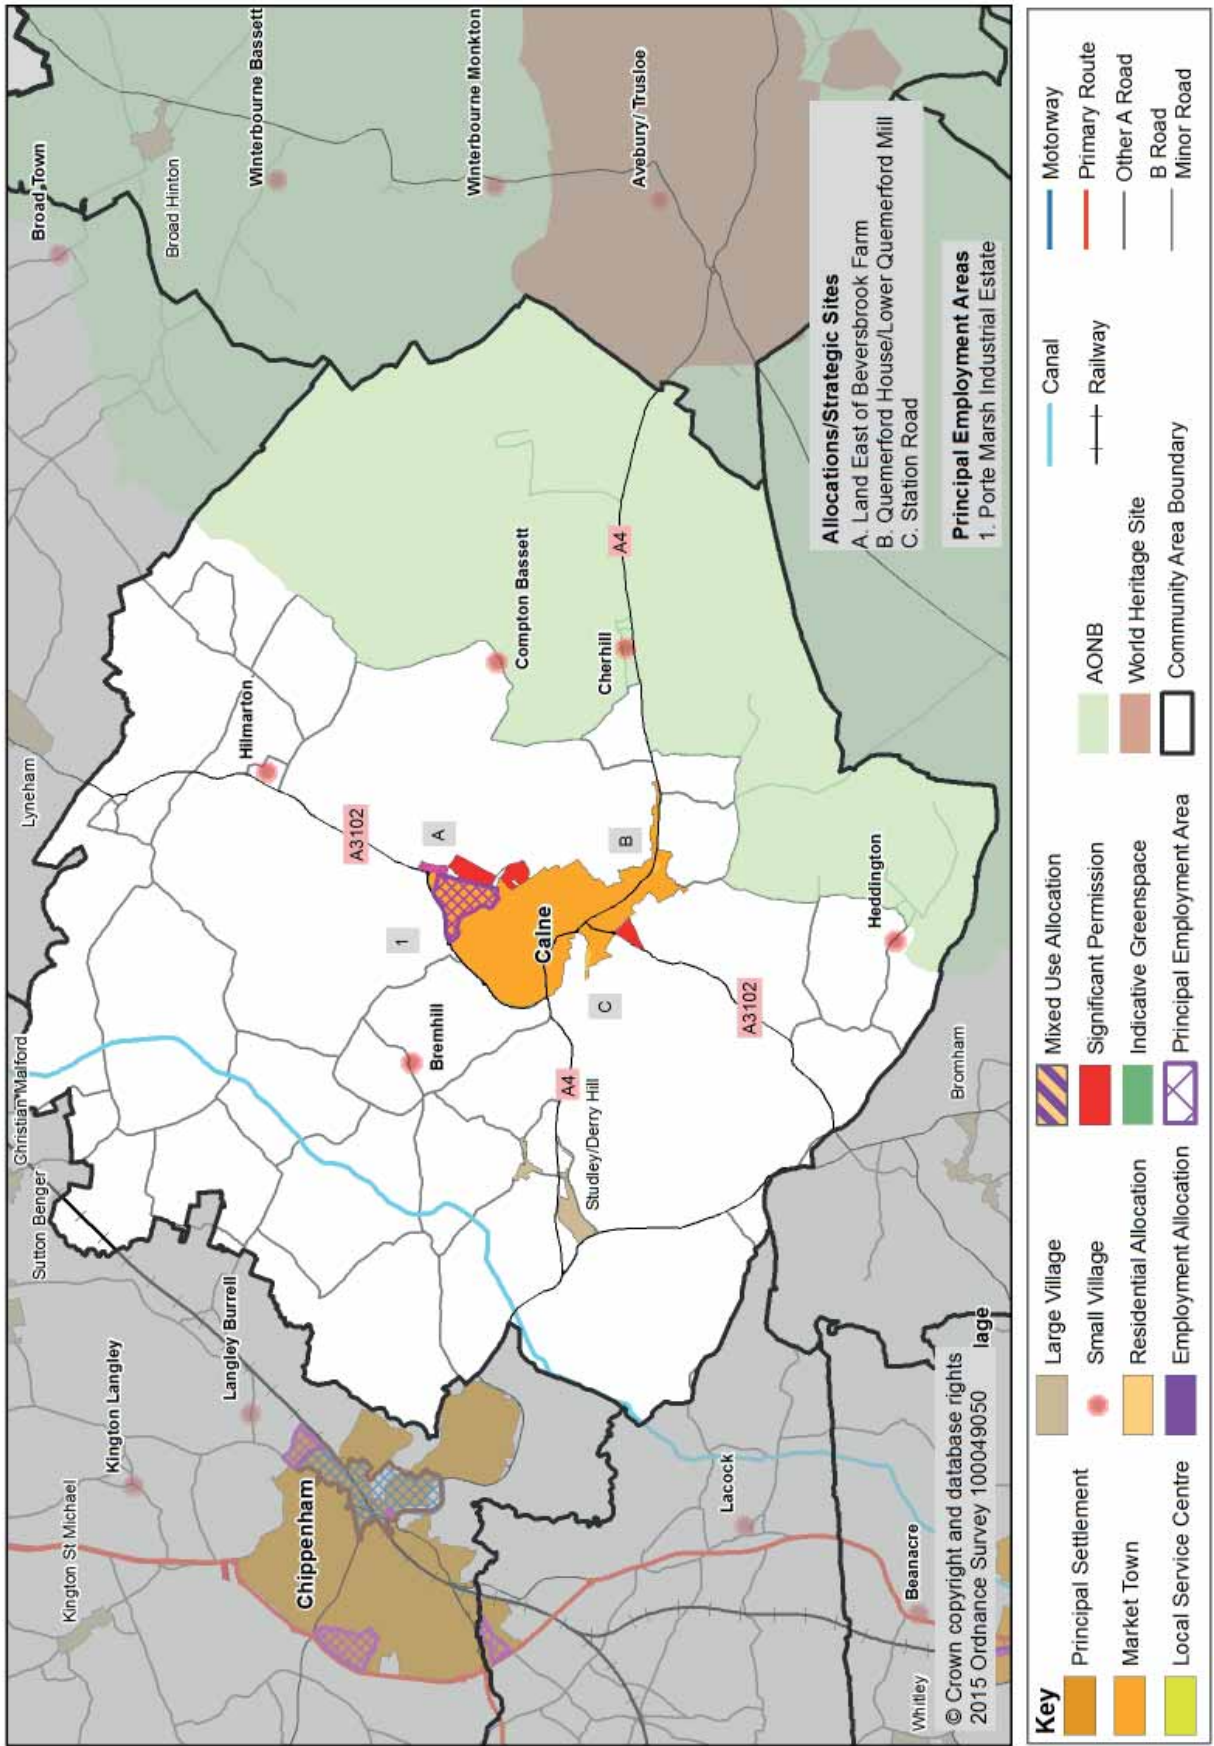 Kington St Michael
Kington Langley
Sutton Benger
Christian Malford
Lyneham
Broad Town
Langley Burrell
Hilmarton
Broad Hinton
Winterbourne Bassett
Chippenham
Bremhill
1
A3102
A
Compton Bassett
Winterbourne Monkton
Calne
Studley/Derry Hill
A4
C
B
Cherhill
A4
Avebury/ Trusloe
Lacock
A3102
Heddington
Beanacre
Whitley
Bromham
lage
Allocations/Strategic Sites
A. Land East of Beversbrook Farm
B. Quemerford House/Lower Quemerford Mill
C. Station Road
Principal Employment Areas
1. Porte Marsh Industrial Estate
© Crown copyright and database rights
2015 Ordnance Survey 100049050
Key
Principal Settlement
Market Town
Local Service Centre
Large Village
Small Village
Residential Allocation
Employment Allocation
Mixed Use Allocation
Significant Permission
Indicative Greenspace
Principal Employment Area
AONB
World Heritage Site
Community Area Boundary
Canal
Railway
Motorway
Primary Route
Other A Road
B Road
Minor Road